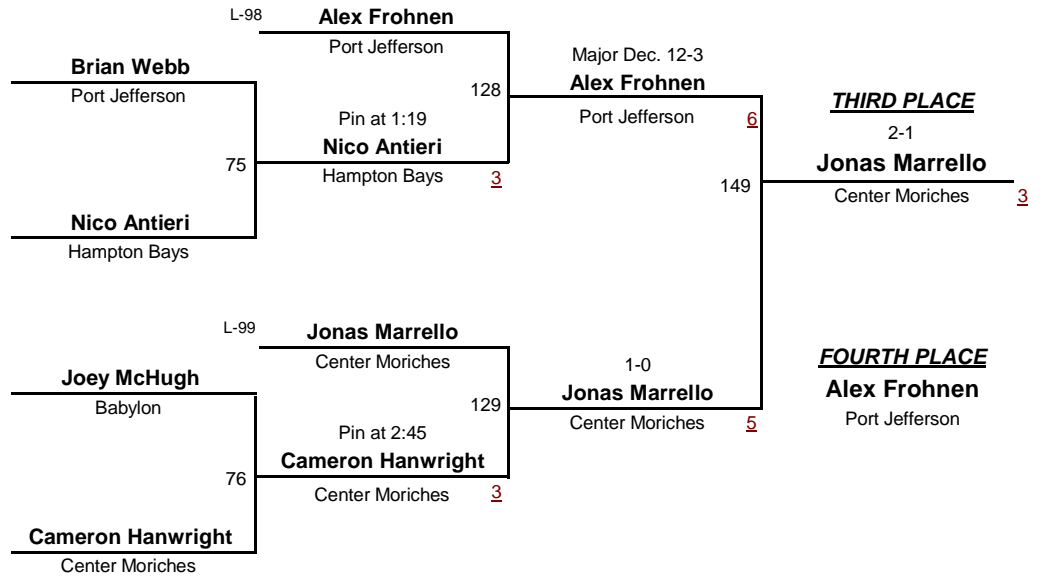 L-98
Alex Frohnen
Port Jefferson
Brian Webb
Port Jefferson
128
Major Dec. 12-3
Alex Frohnen
Port Jefferson
6
THIRD PLACE
2-1
Jonas Marrello
Center Moriches
3
Pin at 1:19
Nico Antieri
Hampton Bays
3
75
149
Nico Antieri
Hampton Bays
L-99
Jonas Marrello
Center Moriches
Joey McHugh
Babylon
129
1-0
Jonas Marrello
Center Moriches
5
FOURTH PLACE
Alex Frohnen
Port Jefferson
Pin at 2:45
Cameron Hanwright
Center Moriches
3
76
Cameron Hanwright
Center Moriches